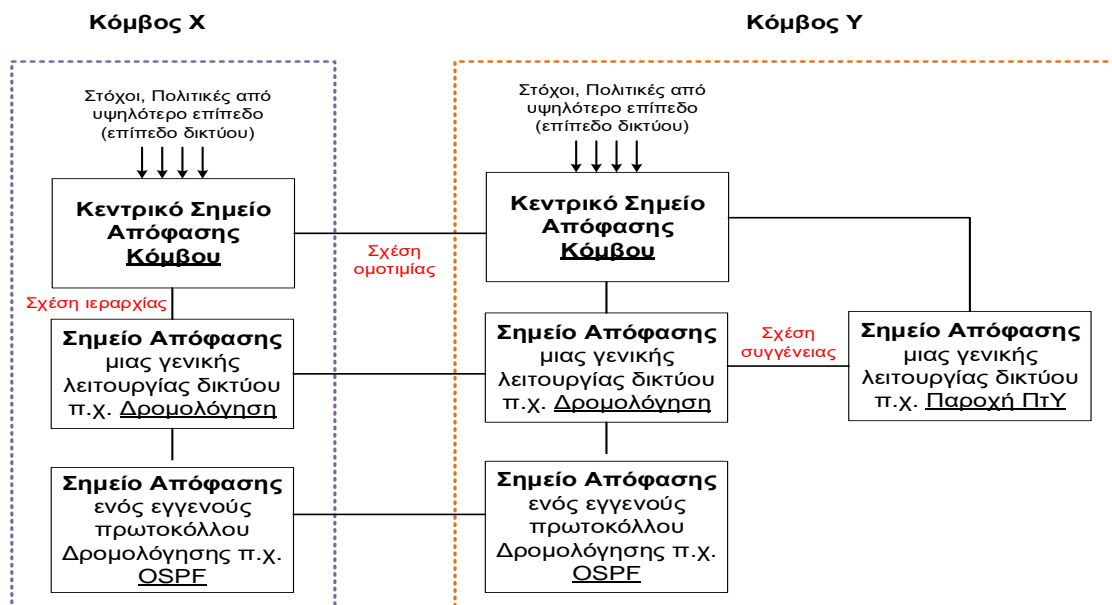 Κόμβος Χ
Κόμβος Υ
Στόχοι, Πολιτικές από
υψηλότερο επίπεδο
(επίπεδο δικτύου)
Κεντρικό Σημείο
Απόφασης
Κόμβου
Σχέση ιεραρχίας
Σημείο Απόφασης
μιας γενικής
λειτουργίας δικτύου
π.χ. Δρομολόγηση
Σημείο Απόφασης
ενός εγγενούς
πρωτοκόλλου
Δρομολόγησης π.χ.
OSPF
Σχέση
ομοτιμίας
Στόχοι, Πολιτικές από
υψηλότερο επίπεδο
(επίπεδο δικτύου)
Κεντρικό Σημείο
Απόφασης
Κόμβου
Σημείο Απόφασης
μιας γενικής
λειτουργίας δικτύου
π.χ. Δρομολόγηση
Σημείο Απόφασης
ενός εγγενούς
πρωτοκόλλου
Δρομολόγησης π.χ.
OSPF
Σχέση
συγγένειας
Σημείο Απόφασης
μιας γενικής
λειτουργίας δικτύου
π.χ. Παροχή ΠτΥ